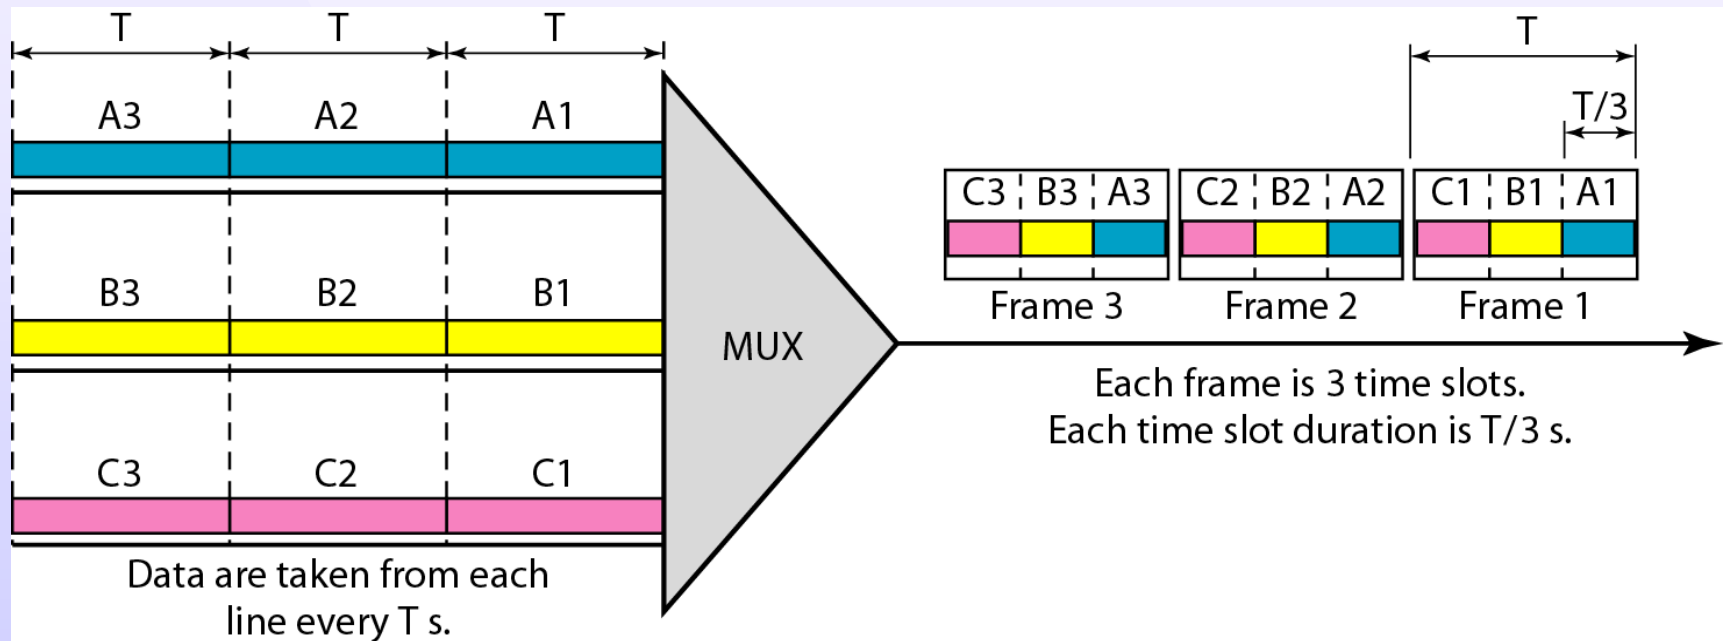 T T T
T
T/3
A3 A2 A1
C3 B3 A3 C2 B2 A2 C1 B1 A1
B3 B2 B1
Frame 3 Frame 2 Frame 1
MUX
Each frame is 3 time slots.
Each time slot duration is T/3 s.
C3 C2 C1
Data are taken from each
line every T s.